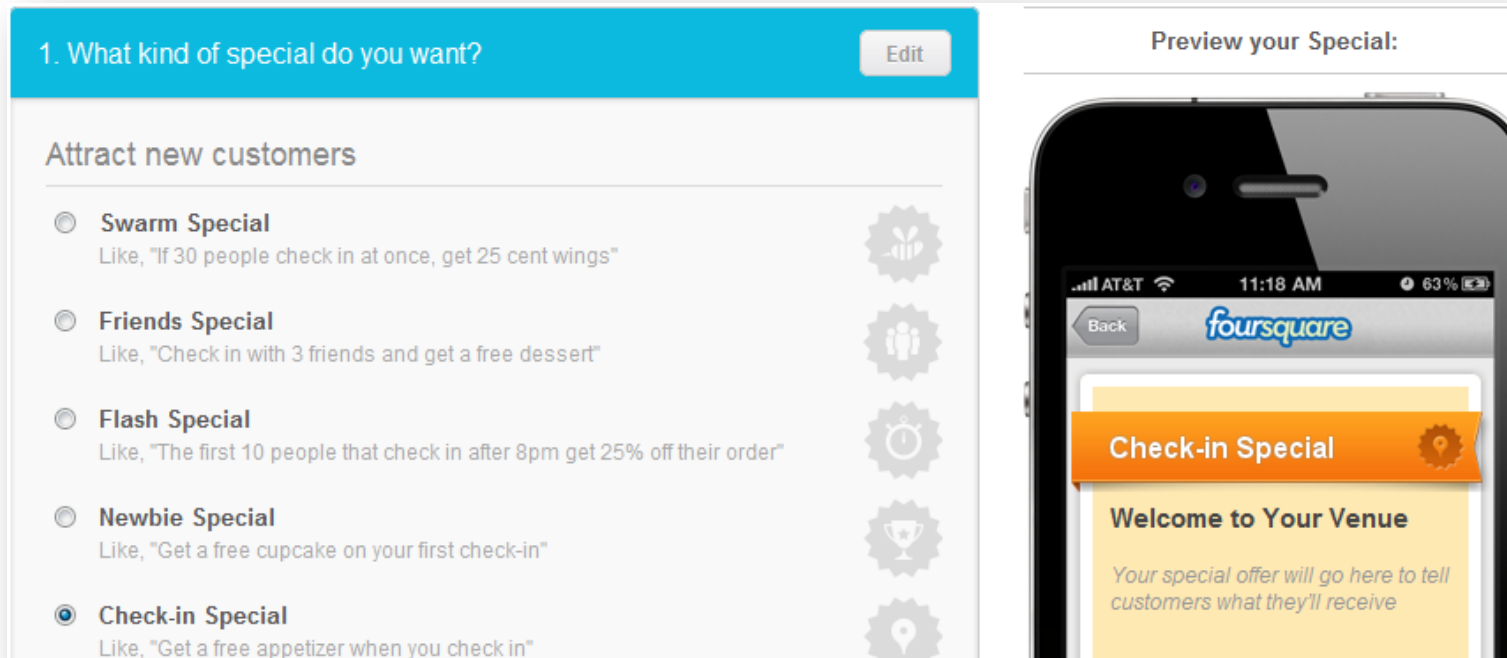 1. What kind of special do you want?
Edit
Attract new customers
Swarm Special
Like, "If 30 people check in at once, get 25 cent wings"
Friends Special
Like, "Check in with 3 friends and get a free dessert"
Flash Special
Like, "The first 10 people that check in after 8pm get 25% off their order"
Newbie Special
Like, "Get a free cupcake on your first check-in"
Check-in Special
Like, "Get a free appetizer when you check in"
Preview your Special:
AT&T 11:18 AM 63%
Back
foursquare
Check-in Special
Welcome to Your Venue
Your special offer will go here to tell
customers what they'll receive